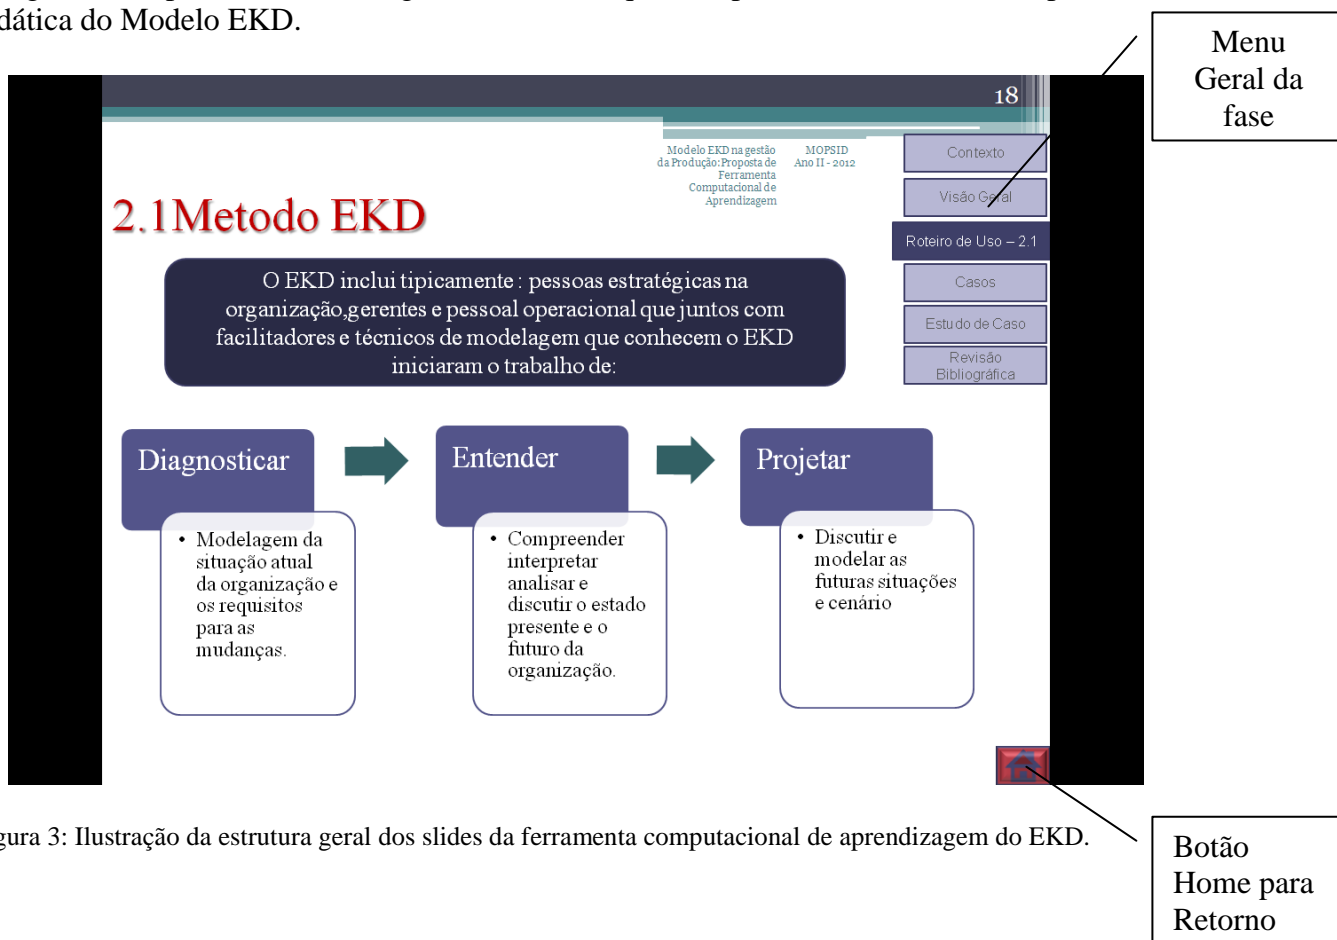 dática do Modelo EKD.
Menu
Geral da
fase
18
Modelo EKD na gestão
da Produção:Proposta de
Ferramenta
Computacional de
Aprendizagem
MOPSID
Ano II - 2012
Contexto
Visão Geral
Roteiro de Uso – 2.1
Casos
Estudo de Caso
Revisão
Bibliográfica
2.1Metodo EKD
O EKD inclui tipicamente : pessoas estratégicas na
organização,gerentes e pessoal operacional que juntos com
facilitadores e técnicos de modelagem que conhecem o EKD
iniciaram o trabalho de:
Diagnosticar
• Modelagem da
situação atual
da organização e
os requisitos
para as
mudanças.
Entender
• Compreender
interpretar
analisar e
discutir o estado
presente e o
futuro da
organização.
Projetar
• Discutir e
modelar as
futuras situações
e cenário
gura 3: Ilustração da estrutura geral dos slides da ferramenta computacional de aprendizagem do EKD.
Botão
Home para
Retorno